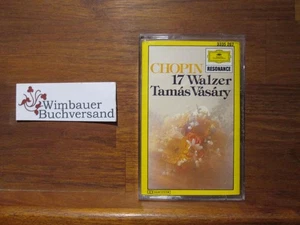 Wimbauer
Buchversand
CHOPIN
RESONANCE
17 Walzer
Tamás Vásáry